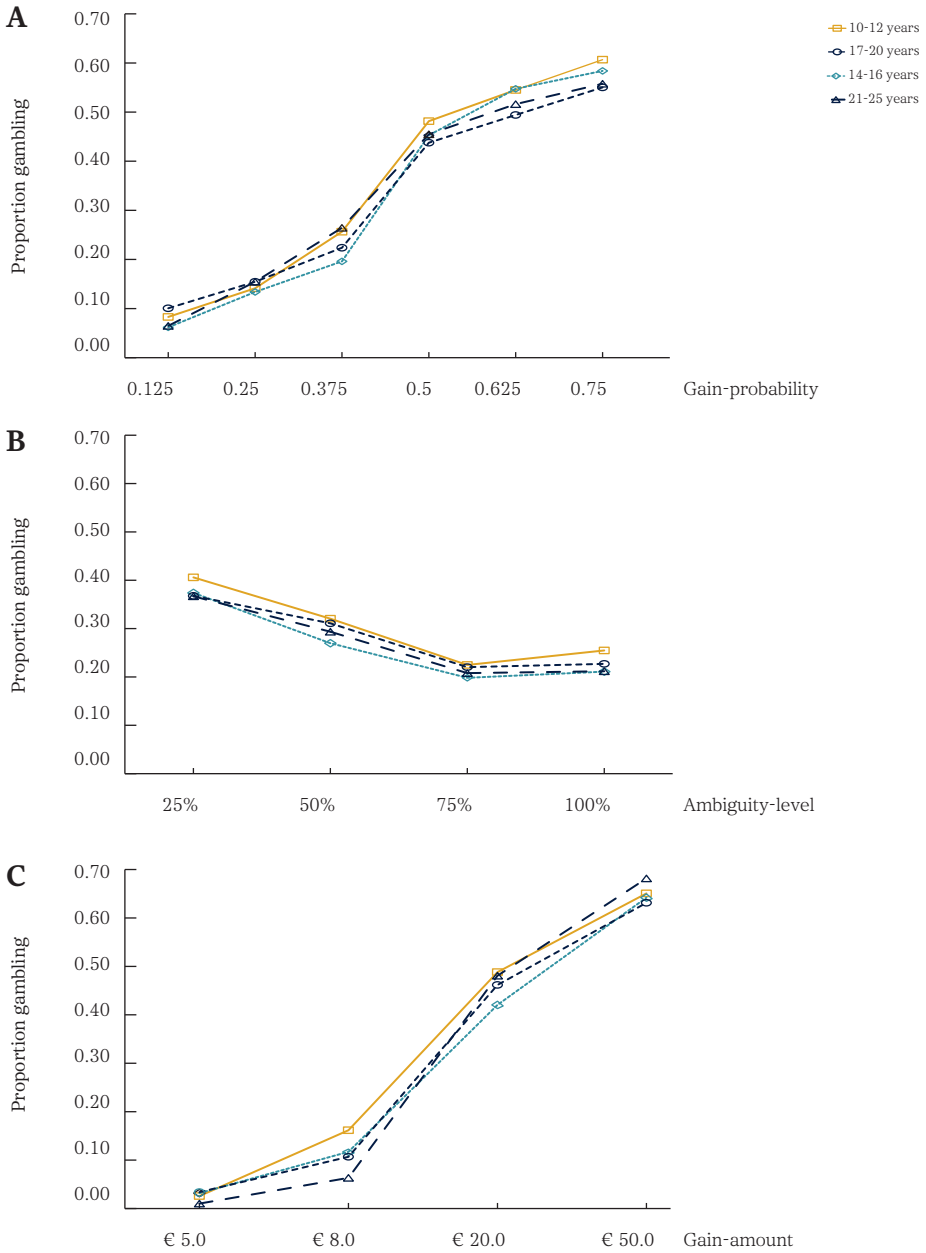 A
0.70
0.60
0.50
0.40
0.30
0.20
0.10
0.00
Proportion gambling
0.125 0.25 0.375 0.5 0.625 0.75 Gain-probability
10-12 years
17-20 years
14-16 years
21-25 years
B
0.70
0.60
0.50
0.40
0.30
0.20
0.10
0.00
Proportion gambling
25% 50% 75% 100% Ambiguity-level
C
0.70
0.60
0.50
0.40
0.30
0.20
0.10
0.00
Proportion gambling
€ 5.0 € 8.0 € 20.0 € 50.0 Gain-amount